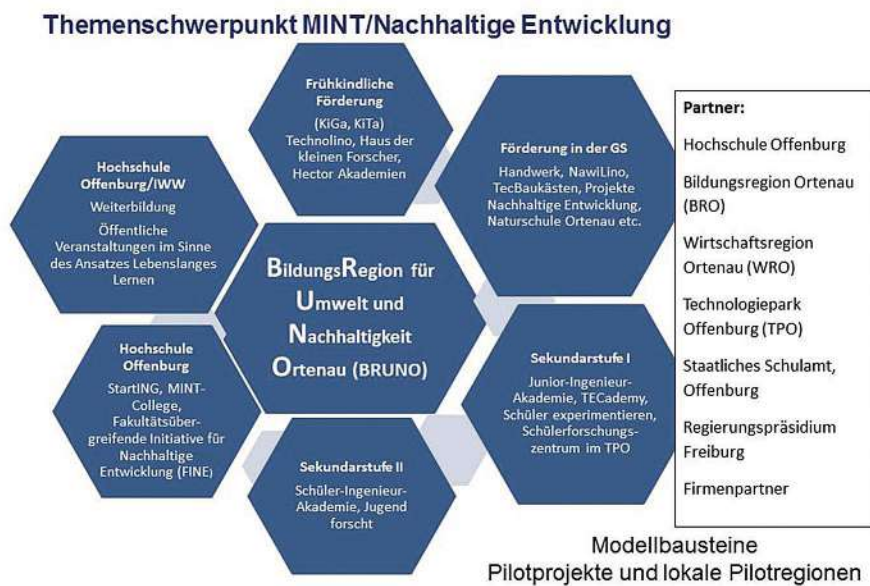 Themenschwerpunkt MINT/Nachhaltige Entwicklung
Frühkindliche
Förderung
(KiGa, KiTa)
Technolino, Haus der
kleinen Forscher,
Hector Akademien
Förderung in der GS
Handwerk, NawiLino,
TecBaukästen, Projekte
Nachhaltige Entwicklung,
Naturschule Ortenau etc.
Hochschule
Offenburg/IWW
Weiterbildung
Öffentliche
Veranstaltungen im Sinne
des Ansatzes Lebenslanges
Lernen
BildungsRegion für
Umwelt und
Nachhaltigkeit
Ortenau (BRUNO)
Hochschule
Offenburg
StartING, MINT-
College,
Fakultätsüber-
greifende Initiative für
Nachhaltige
Entwicklung (FINE)
Sekundarstufe I
Junior-Ingenieur-
Akademie, TECademy,
Schüler experimentieren,
Schülerforschungs-
zentrum im TPO
Sekundarstufe II
Schüler-Ingenieur-
Akademie, Jugend
forscht
Partner:
Hochschule Offenburg
Bildungsregion Ortenau
(BRO)
Wirtschaftsregion
Ortenau (WRO)
Technologiepark
Offenburg (TPO)
Staatliches Schulamt,
Offenburg
Regierungspräsidium
Freiburg
Firmenpartner
Modellbausteine
Pilotprojekte und lokale Pilotregionen